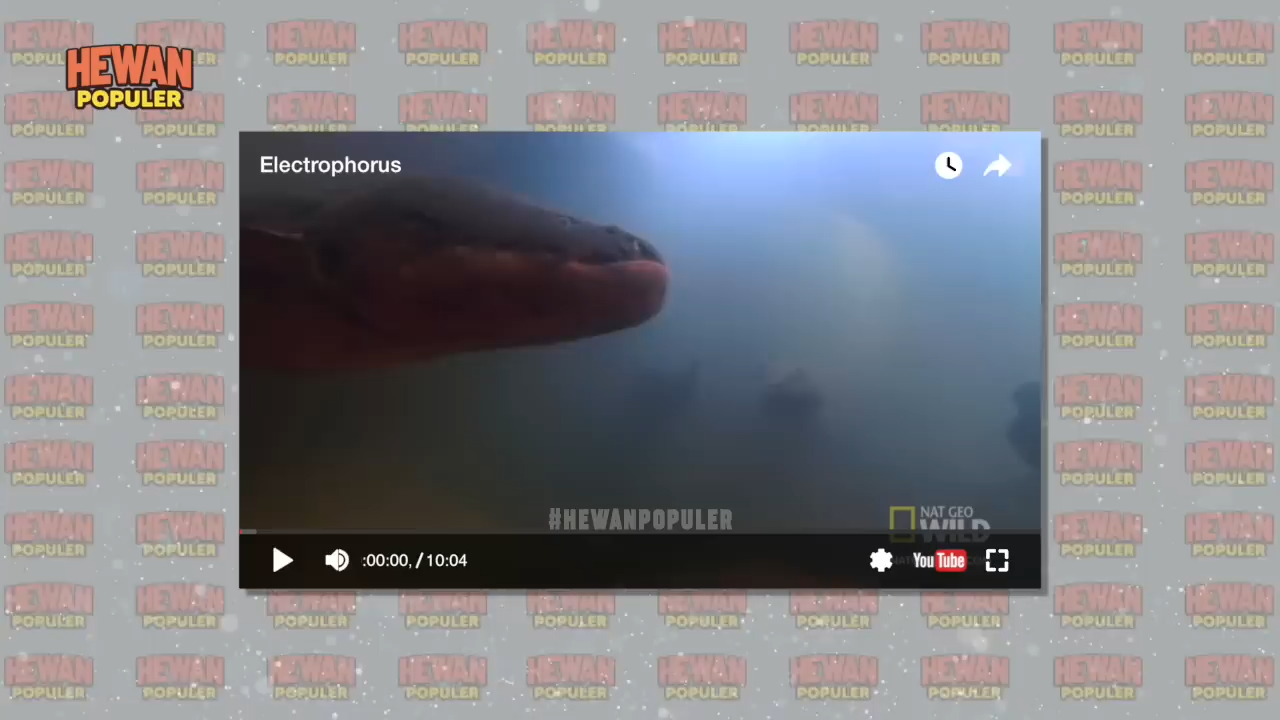 HEWAN
POPULER
Electrophorus
#HEWANPOPULER
NAT GEO
WILD
:00:00, / 10:04
YouTube